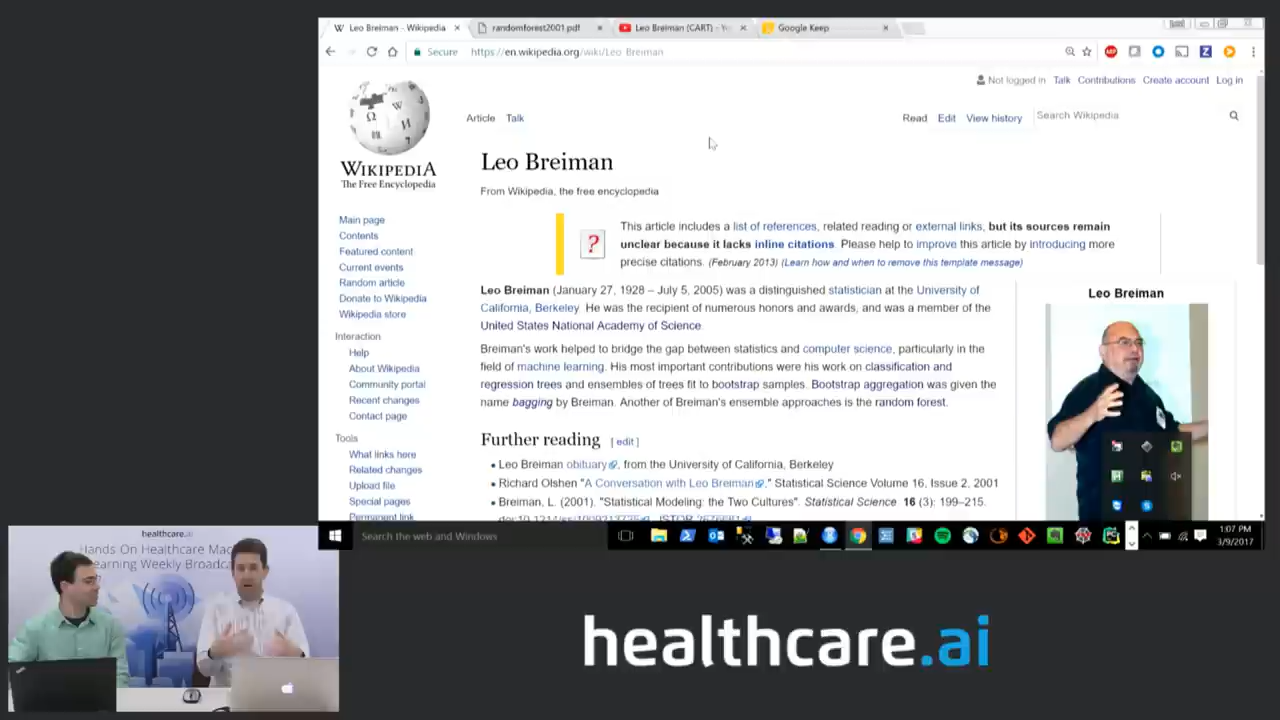 Leo Breiman - Wikipedia
randomforest2001.pdf
Leo Breiman (CART) - Yo
Google Keep
Secure
https://en.wikipedia.org/wiki/Leo_Breiman
Not logged in Talk Contributions Create account Log in
Article Talk
Read Edit View history
Search Wikipedia
WIKIPEDIA
The Free Encyclopedia
Main page
Contents
Featured content
Current events
Random article
Donate to Wikipedia
Wikipedia store
Interaction
Help
About Wikipedia
Community portal
Recent changes
Contact page
Tools
What links here
Related changes
Upload file
Special pages
Permanent link
Leo Breiman
From Wikipedia, the free encyclopedia
This article includes a list of references, related reading or external links, but its sources remain
unclear because it lacks inline citations. Please help to improve this article by introducing more
precise citations. (February 2013) (Learn how and when to remove this template message)
Leo Breiman (January 27, 1928 – July 5, 2005) was a distinguished statistician at the University of
California, Berkeley. He was the recipient of numerous honors and awards, and was a member of the
United States National Academy of Science.
Breiman's work helped to bridge the gap between statistics and computer science, particularly in the
field of machine learning. His most important contributions were his work on classification and
regression trees and ensembles of trees fit to bootstrap samples. Bootstrap aggregation was given the
name bagging by Breiman. Another of Breiman's ensemble approaches is the random forest.
Leo Breiman
Further reading [ edit ]
• Leo Breiman obituary, from the University of California, Berkeley
• Richard Olshen "A Conversation with Leo Breiman," Statistical Science Volume 16, Issue 2, 2001
• Breiman, L. (2001). "Statistical Modeling: the Two Cultures". Statistical Science 16 (3): 199–215.
Search the web and Windows
1:07 PM
3/9/2017
healthcare.ai
Hands On Healthcare Mac
Learning Weekly Broadca
healthcare.ai